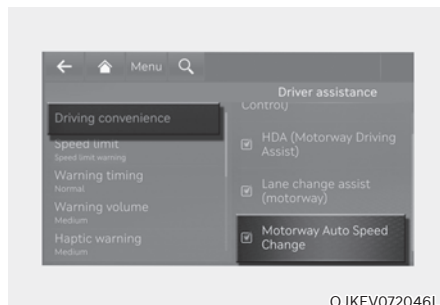 Menu
Driver assistance
Driving convenience
Speed limit
Speed limit warning
Warning timing
Normal
Warning volume
Medium
Haptic warning
Medium
Control)
HDA (Motorway Driving
Assist)
Lane change assist
(motorway)
Motorway Auto Speed
Change